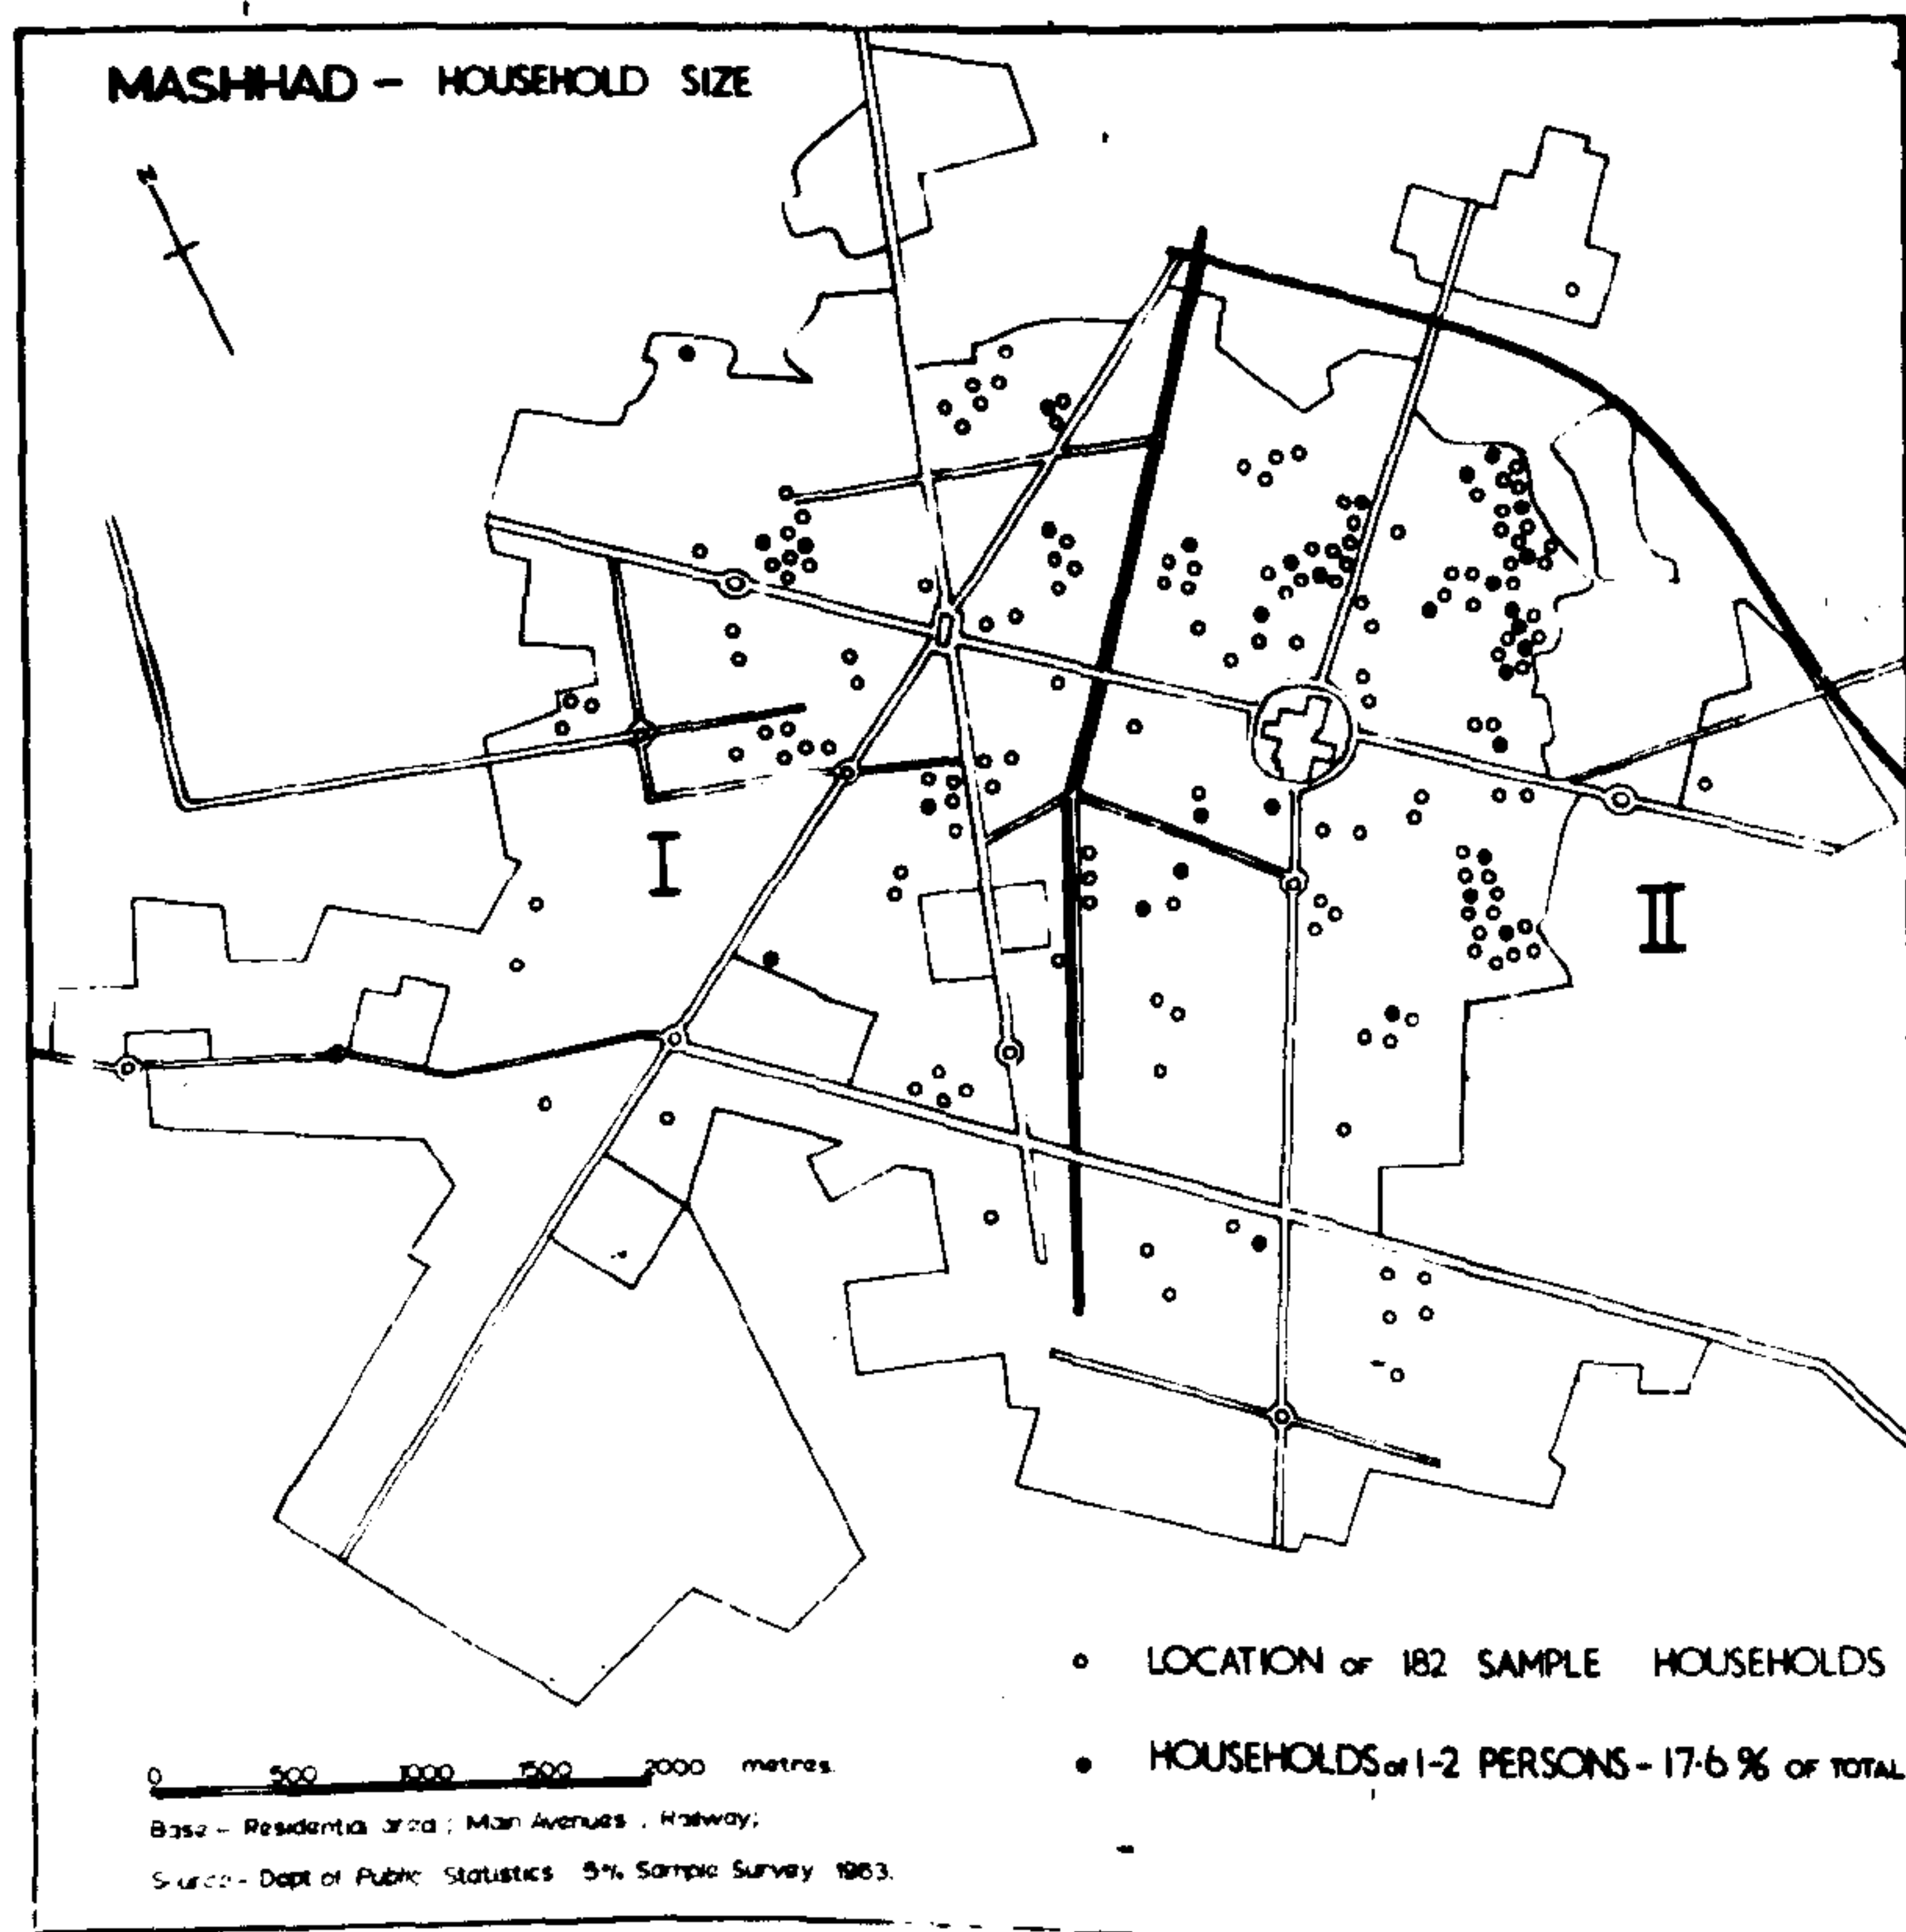 MASHHAD – HOUSEHOLD SIZE
N
I
II
LOCATION OF 182 SAMPLE HOUSEHOLDS
HOUSEHOLDS of 1-2 PERSONS - 17·6 % OF TOTAL
0 500 1000 1500 2000 metres.
Base – Residential area ; Main Avenues ; Railway;
Source – Dept of Public Statistics 5% Sample Survey 1963.